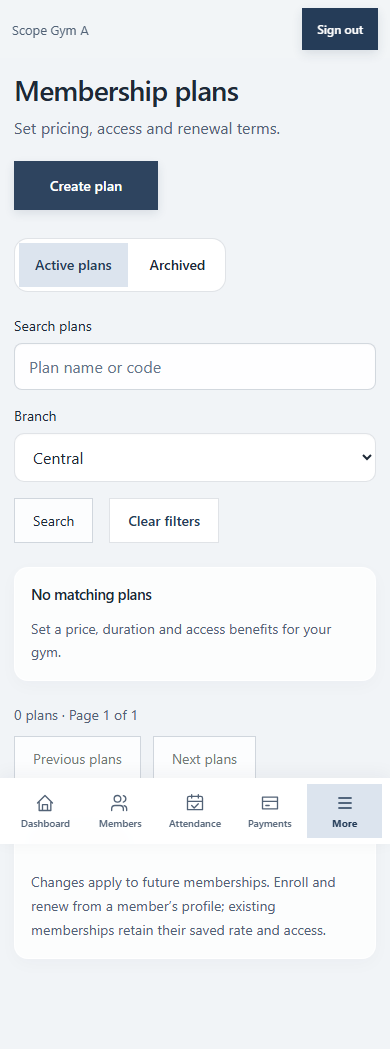 Scope Gym A
Sign out
Membership plans
Set pricing, access and renewal terms.
Create plan
Active plans
Archived
Search plans
Plan name or code
Branch
Central
Search
Clear filters
No matching plans
Set a price, duration and access benefits for your
gym.
0 plans · Page 1 of 1
Previous plans
Next plans
Dashboard
Members
Attendance
Payments
More
Changes apply to future memberships. Enroll and
renew from a member’s profile; existing
memberships retain their saved rate and access.